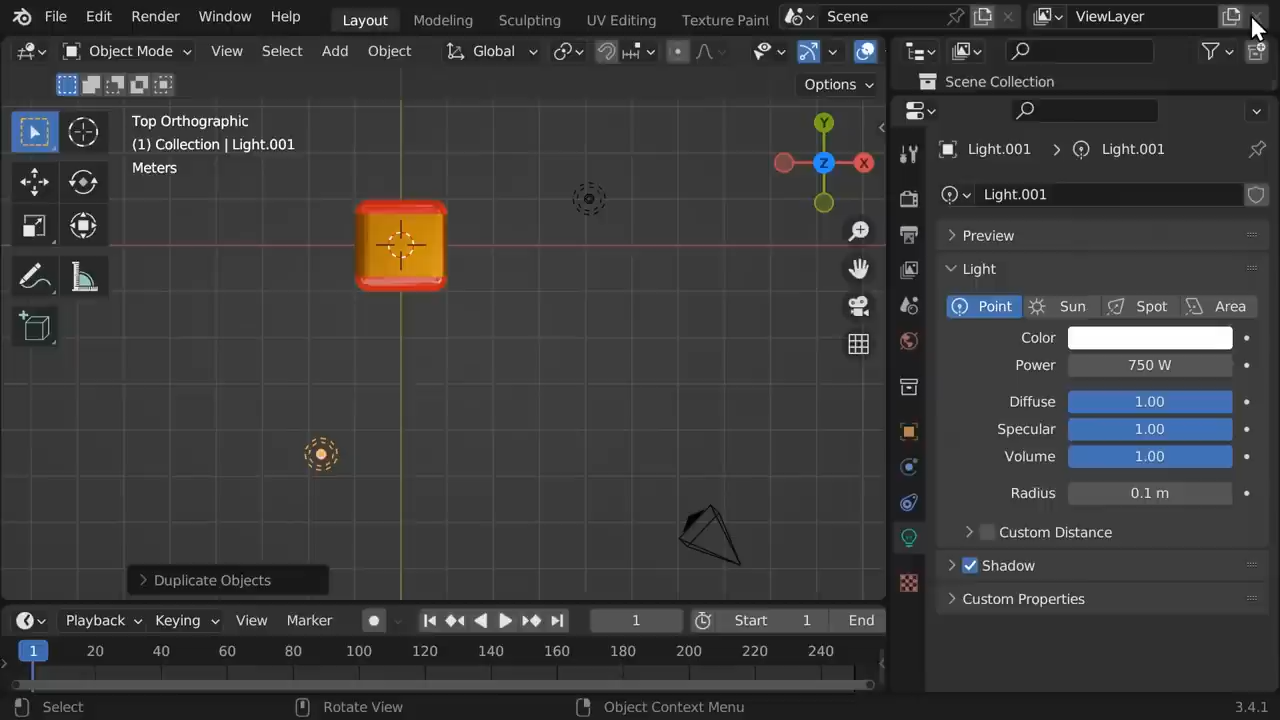 File Edit Render Window Help Layout Modeling Sculpting UV Editing Texture Paint Scene ViewLayer
Object Mode View Select Add Object Global
Options
Scene Collection
Top Orthographic
(1) Collection | Light.001
Meters
Y
X
Z
Duplicate Objects
Light.001 > Light.001
Light.001
Preview
Light
Point Sun Spot Area
Color
Power 750 W
Diffuse 1.00
Specular 1.00
Volume 1.00
Radius 0.1 m
Custom Distance
Shadow
Custom Properties
Playback Keying View Marker 1 Start 1 End
1 20 40 60 80 100 120 140 160 180 200 220 240
Select Rotate View Object Context Menu 3.4.1